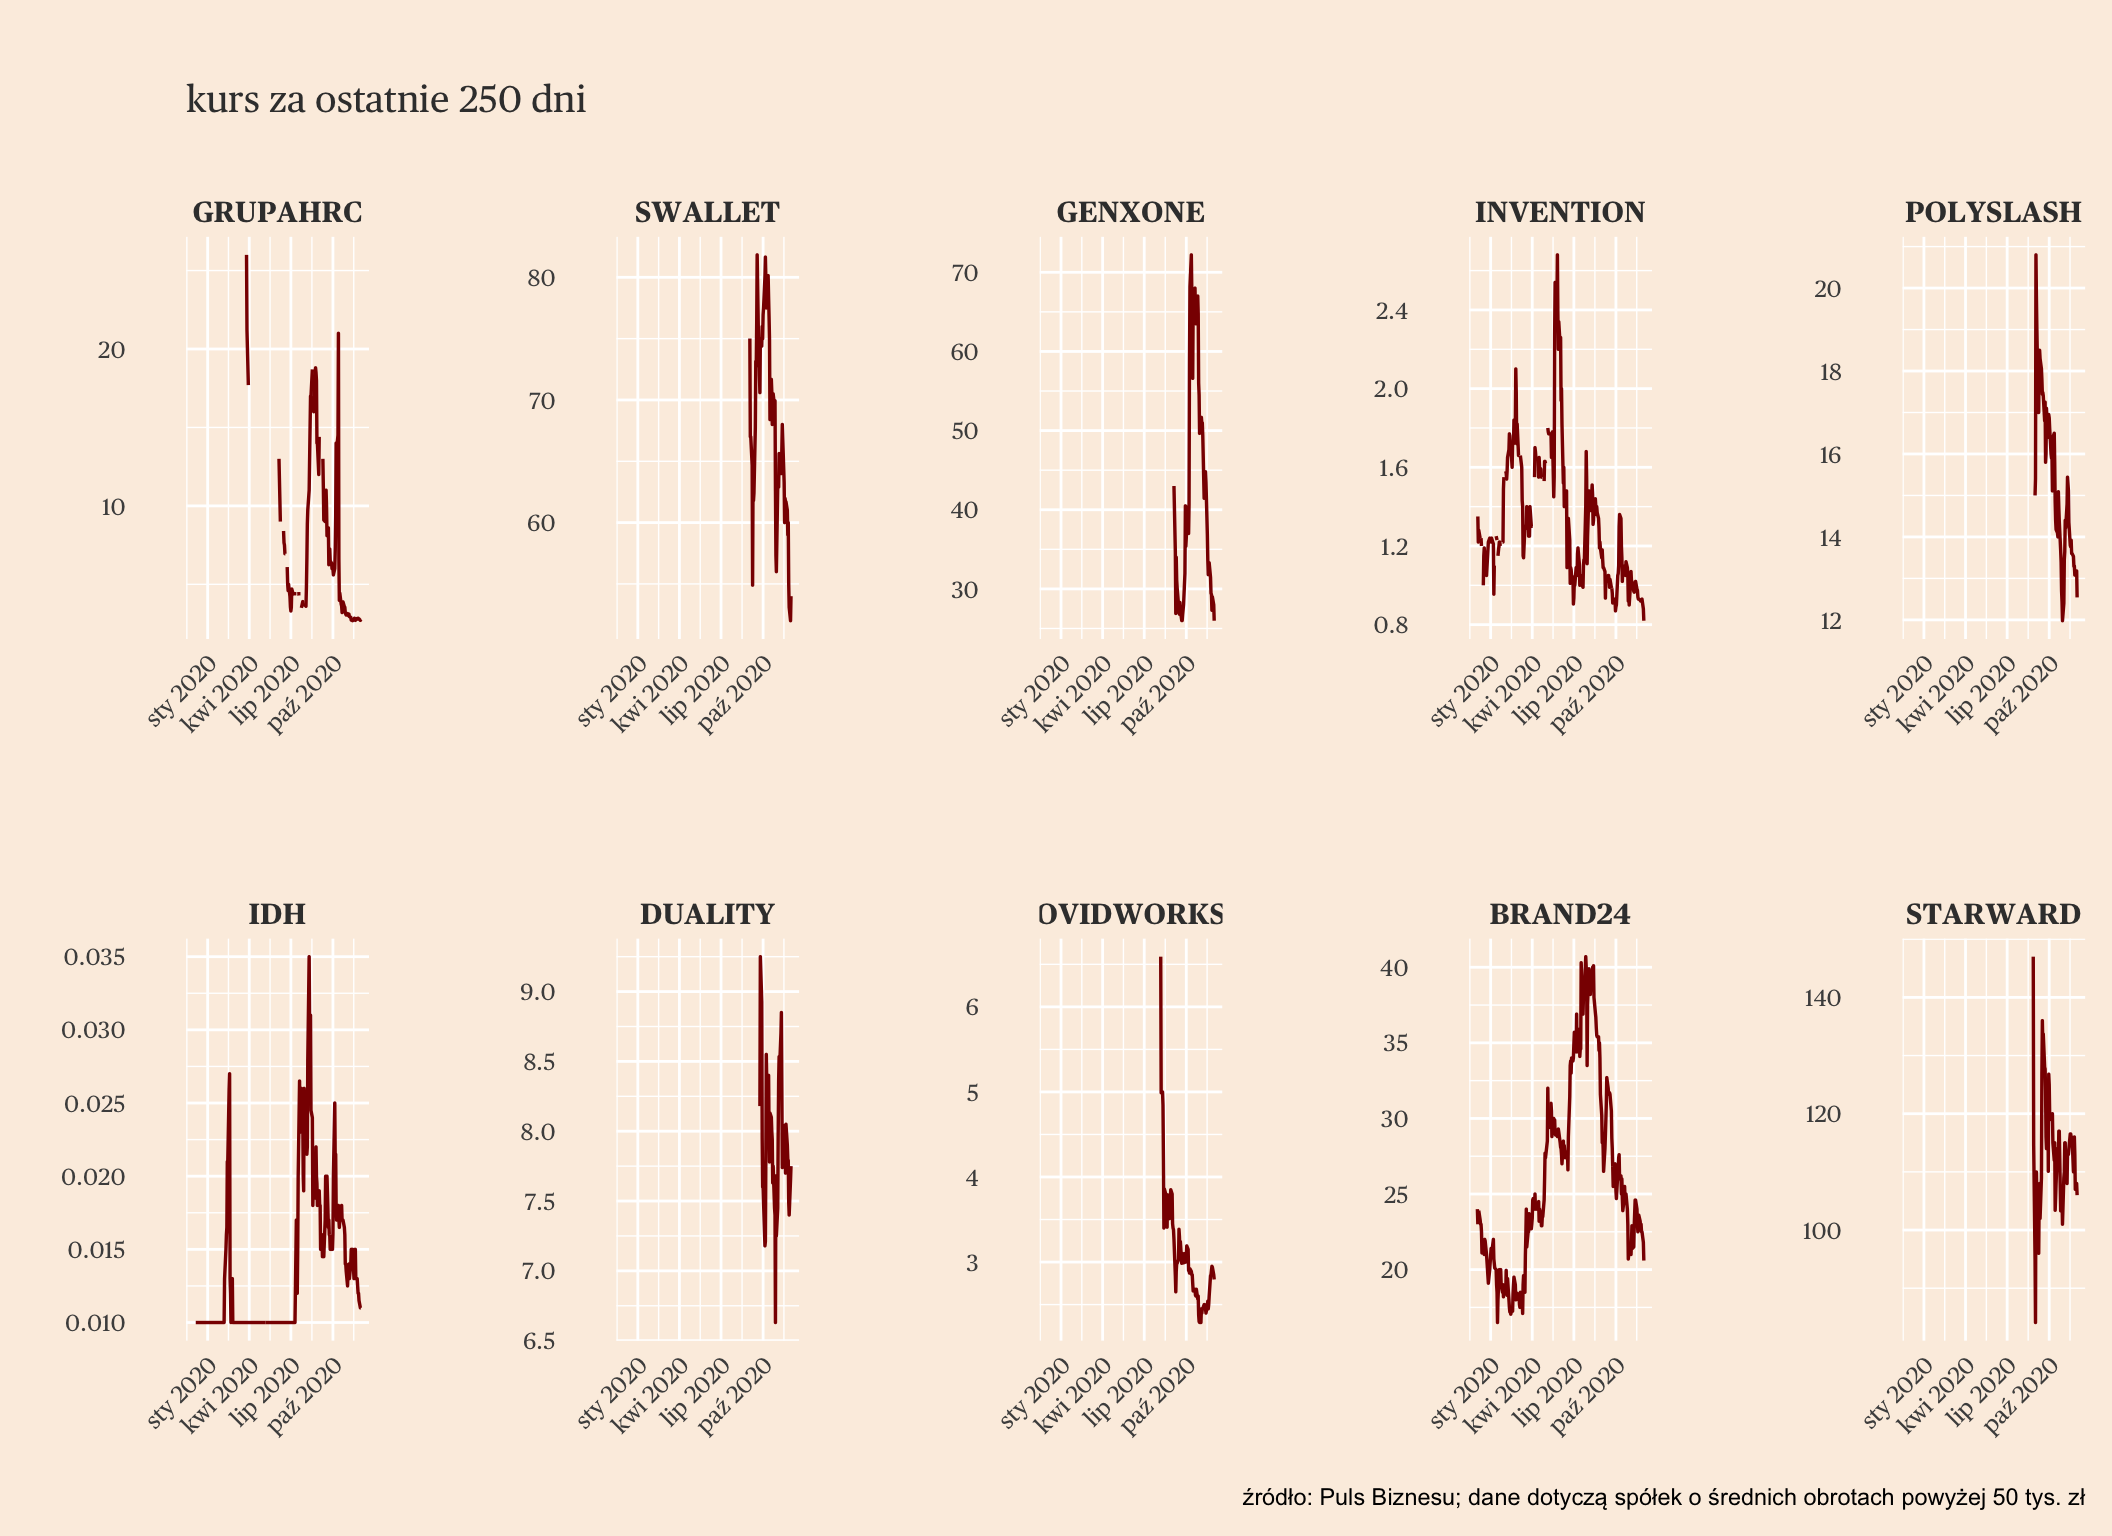 kurs za ostatnie 250 dni
GRUPAHRC
20
10
sty 2020
kwi 2020
lip 2020
paź 2020
SWALLET
80
70
60
sty 2020
kwi 2020
lip 2020
paź 2020
GENXONE
70
60
50
40
30
sty 2020
kwi 2020
lip 2020
paź 2020
INVENTION
2.4
2.0
1.6
1.2
0.8
sty 2020
kwi 2020
lip 2020
paź 2020
POLYSLASH
20
18
16
14
12
sty 2020
kwi 2020
lip 2020
paź 2020
IDH
0.035
0.030
0.025
0.020
0.015
0.010
sty 2020
kwi 2020
lip 2020
paź 2020
DUALITY
9.0
8.5
8.0
7.5
7.0
6.5
sty 2020
kwi 2020
lip 2020
paź 2020
OVIDWORKS
6
5
4
3
sty 2020
kwi 2020
lip 2020
paź 2020
BRAND24
40
35
30
25
20
sty 2020
kwi 2020
lip 2020
paź 2020
STARWARD
140
120
100
sty 2020
kwi 2020
lip 2020
paź 2020
źródło: Puls Biznesu; dane dotyczą spółek o średnich obrotach powyżej 50 tys. zł